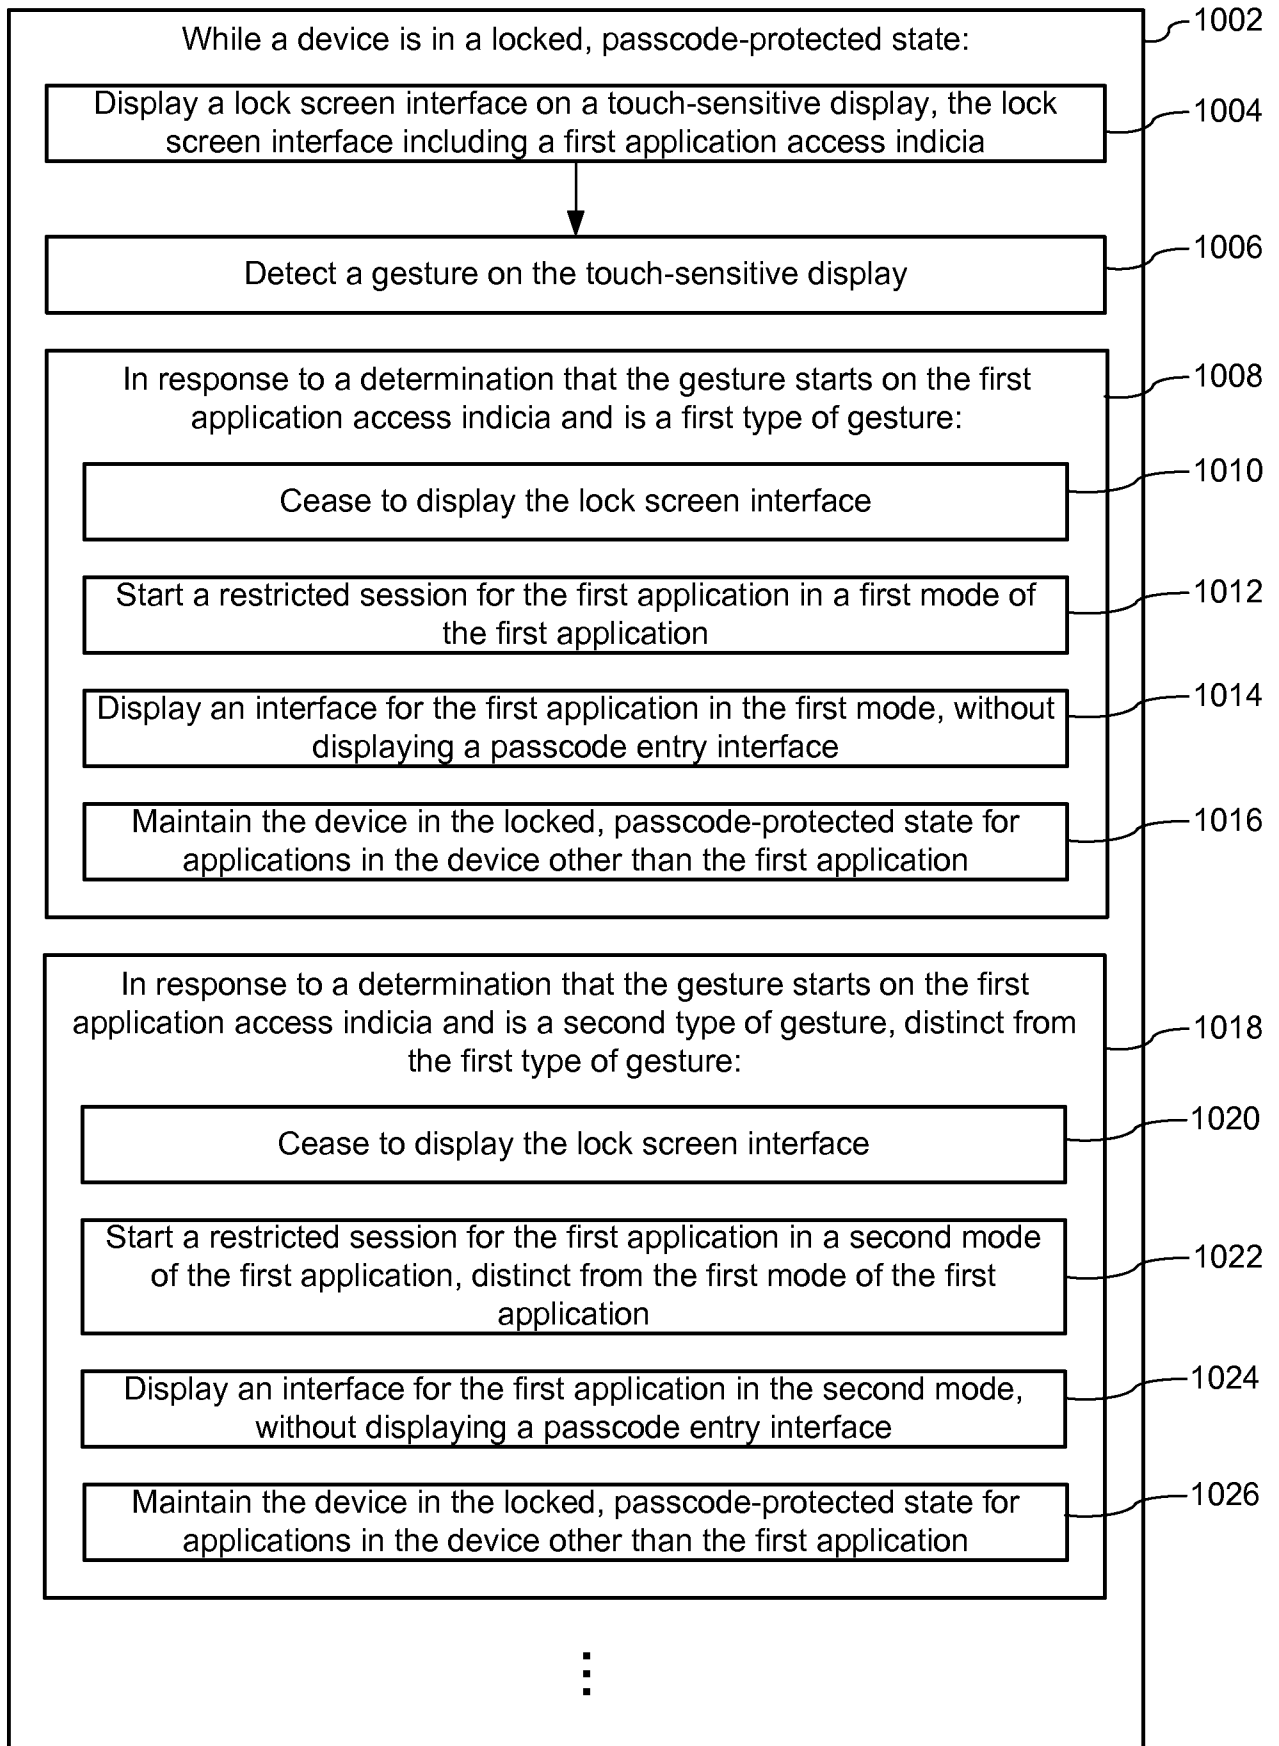 While a device is in a locked, passcode-protected state:
1002
Display a lock screen interface on a touch-sensitive display, the lock
screen interface including a first application access indicia
1004
Detect a gesture on the touch-sensitive display
1006
In response to a determination that the gesture starts on the first
application access indicia and is a first type of gesture:
1008
Cease to display the lock screen interface
1010
Start a restricted session for the first application in a first mode of
the first application
1012
Display an interface for the first application in the first mode, without
displaying a passcode entry interface
1014
Maintain the device in the locked, passcode-protected state for
applications in the device other than the first application
1016
In response to a determination that the gesture starts on the first
application access indicia and is a second type of gesture, distinct from
the first type of gesture:
1018
Cease to display the lock screen interface
1020
Start a restricted session for the first application in a second mode
of the first application, distinct from the first mode of the first
application
1022
Display an interface for the first application in the second mode,
without displaying a passcode entry interface
1024
Maintain the device in the locked, passcode-protected state for
applications in the device other than the first application
1026